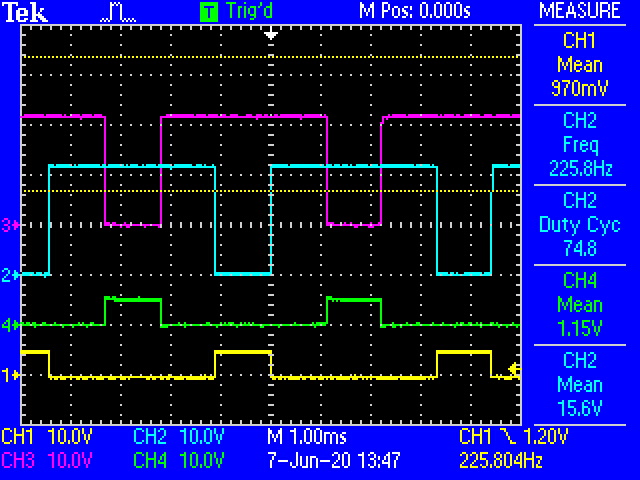 Tek T Trig'd M Pos: 0.000s MEASURE
CH1
Mean
970mV
CH2
Freq
225.8Hz
CH2
Duty Cyc
74.8
CH4
Mean
1.15V
CH2
Mean
15.6V
3
2
4
1
CH1 10.0V CH2 10.0V M 1.00ms CH1 1.20V
CH3 10.0V CH4 10.0V 7-Jun-20 13:47 225.804Hz